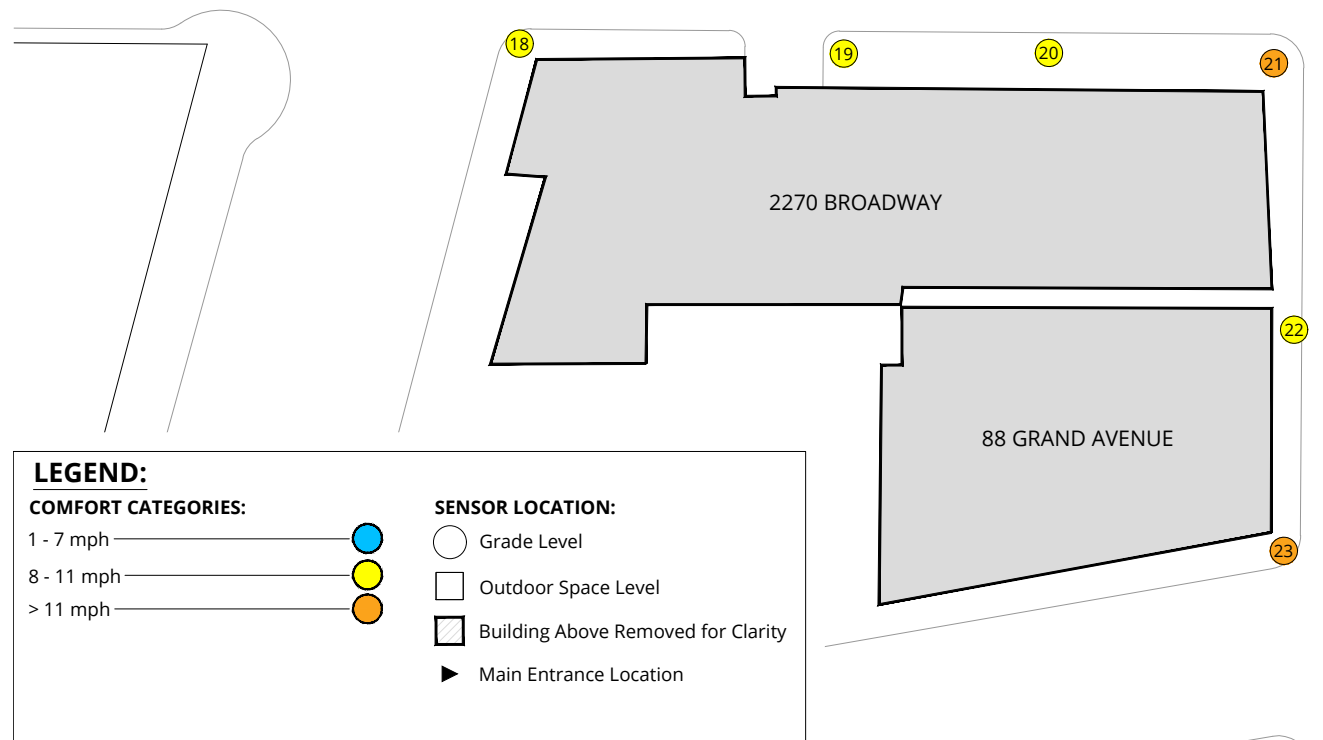 18
19
20
21
2270 BROADWAY
22
88 GRAND AVENUE
23
LEGEND:
COMFORT CATEGORIES:
1 - 7 mph
8 - 11 mph
> 11 mph
SENSOR LOCATION:
Grade Level
Outdoor Space Level
Building Above Removed for Clarity
Main Entrance Location